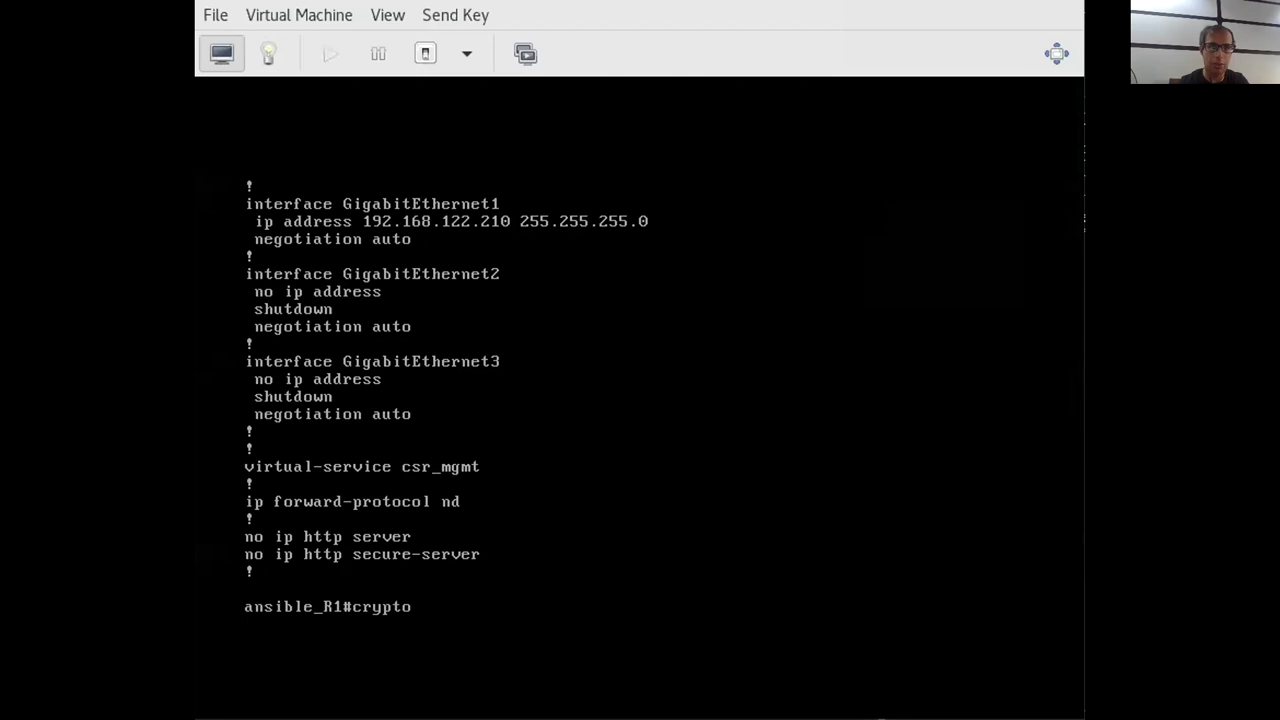 File Virtual Machine View Send Key
!
interface GigabitEthernet1
 ip address 192.168.122.210 255.255.255.0
 negotiation auto
!
interface GigabitEthernet2
 no ip address
 shutdown
 negotiation auto
!
interface GigabitEthernet3
 no ip address
 shutdown
 negotiation auto
!
!
virtual-service csr_mgmt
!
ip forward-protocol nd
!
no ip http server
no ip http secure-server
!
ansible_R1#crypto